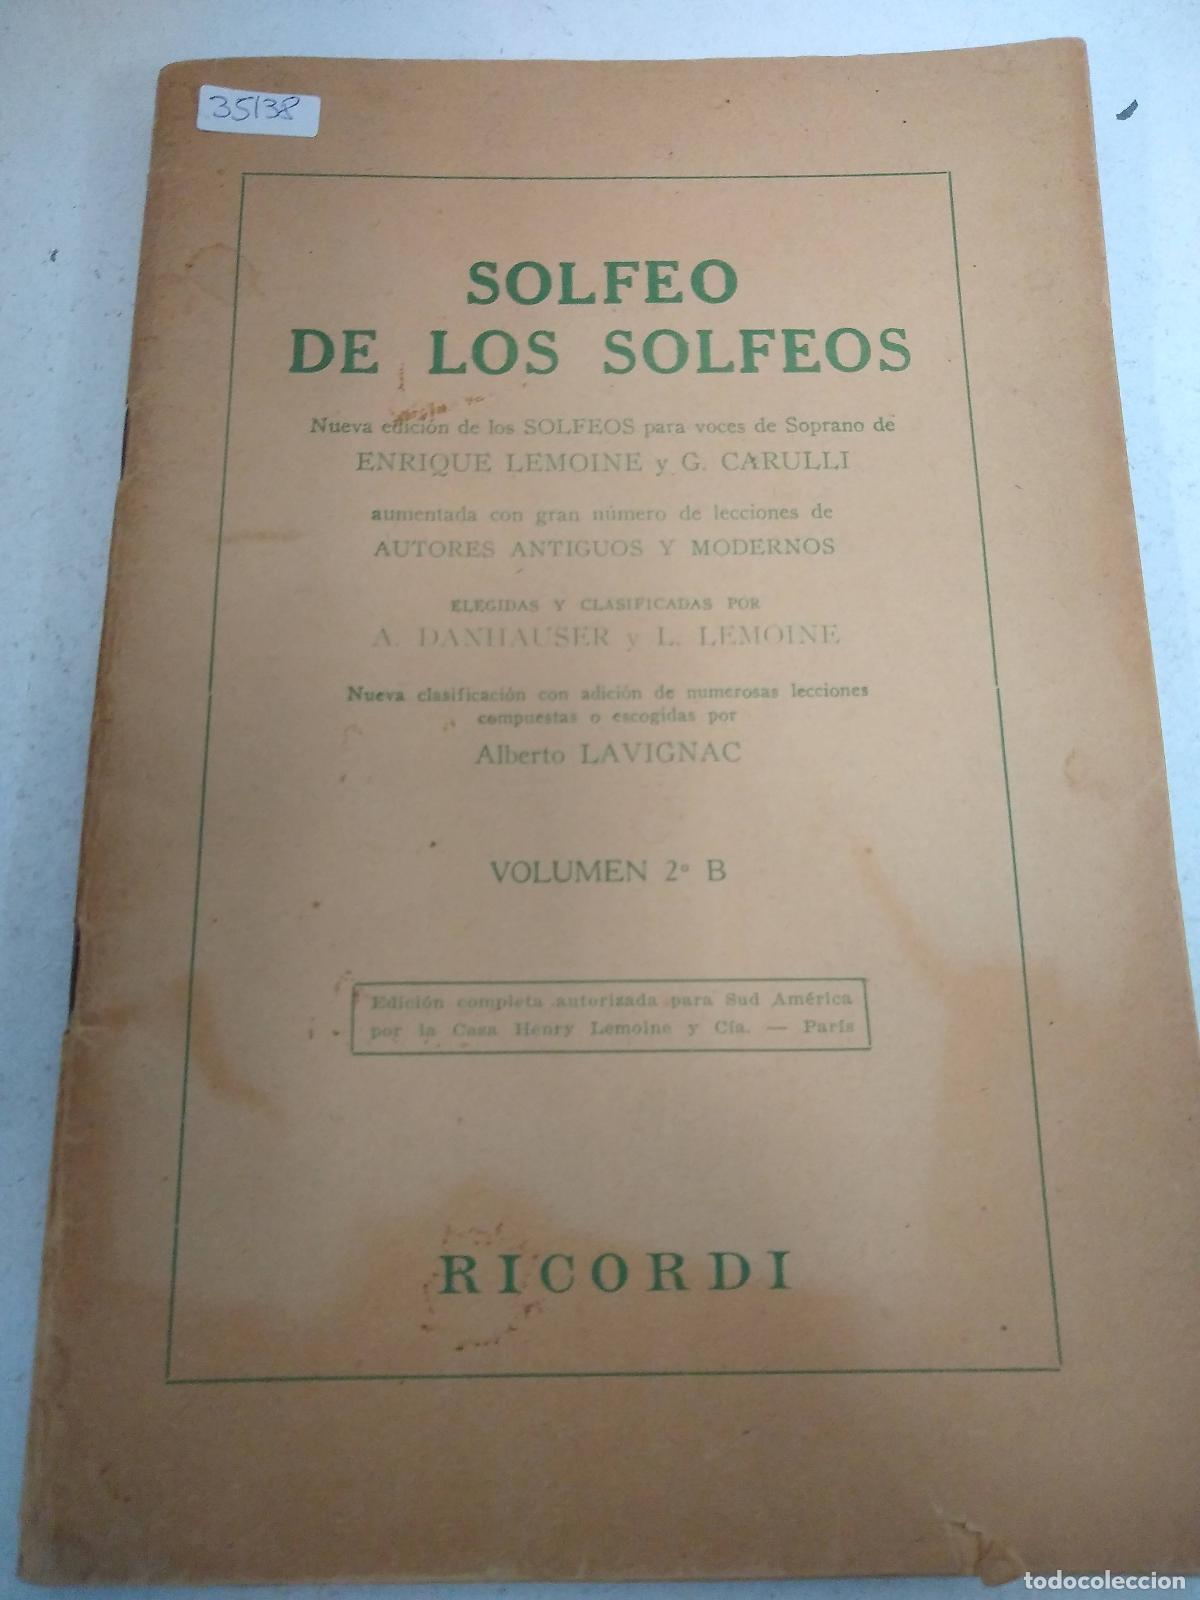 35138
SOLFEO
DE LOS SOLFEOS
Nueva edición de los SOLFEOS para voces de Soprano de
ENRIQUE LEMOINE y G. CARULLI
aumentada con gran número de lecciones de
AUTORES ANTIGUOS Y MODERNOS
ELEGIDAS Y CLASIFICADAS POR
A. DANHAUSER y L. LEMOINE
Nueva clasificación con adición de numerosas lecciones
compuestas o escogidas por
Alberto LAVIGNAC
VOLUMEN 2º B
Edición completa autorizada para Sud América
por la Casa Henry Lemoine y Cía. — París
RICORDI
todocoleccion